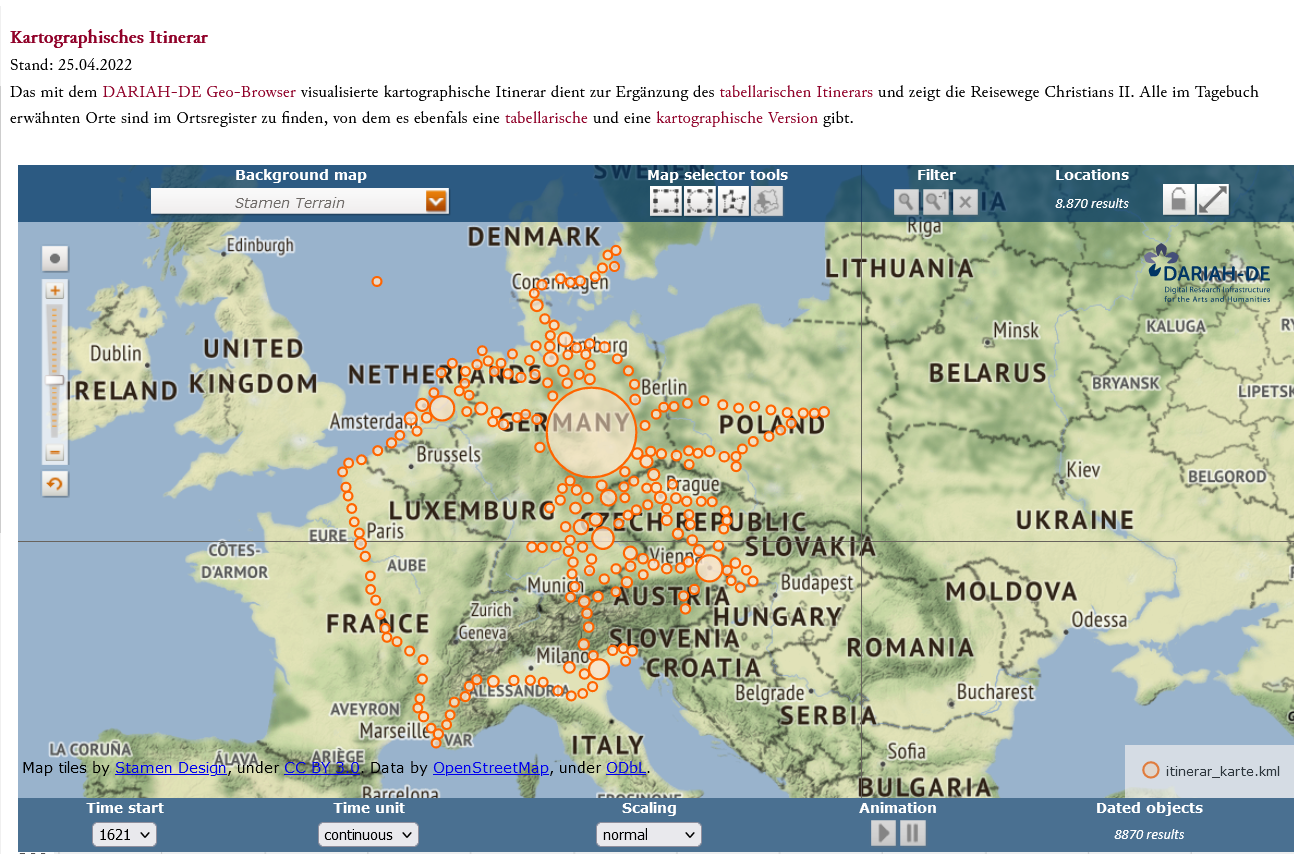 Kartographisches Itinerar
Stand: 25.04.2022
Das mit dem DARIAH-DE Geo-Browser visualisierte kartographische Itinerar dient zur Ergänzung des tabellarischen Itinerars und zeigt die Reisewege Christians II. Alle im Tagebuch
erwähnten Orte sind im Ortsregister zu finden, von dem es ebenfals eine tabellarische und eine kartographische Version gibt.
SWEDEN
Background map
Map selector tools
Filter
Locations
Stamen Terrain
8.870 results
Riga
Edinburgh
DENMARK
LITHUANIA
DARIAH-DE
Digital Research Infrastructure
for the Arts and Humanities
Copenhagen
Minsk
KALUGA
Dublin
UNITED
KINGDOM
Hamburg
IRELAND
NETHERLANDS
BELARUS
BRYANSK
LIPETSK
Berlin
Amsterdam
GERMANY
POLAND
Brussels
Kiev
BELGOROD
Prague
LUXEMBURG
CZECH REPUBLIC
UKRAINE
EURE
Paris
CÔTES-
D'ARMOR
AUBE
Vienna
SLOVAKIA
Munich
Budapest
AUSTRIA
MOLDOVA
Zurich
HUNGARY
Odessa
FRANCE
Geneva
SLOVENIA
ROMANIA
Milano
CROATIA
ALESSANDRIA
Belgrade
Bucharest
AVEYRON
SERBIA
Marseille
VAR
LA CORUÑA
ÁLAVA
ARIÈGE
ITALY
Sofia
Map tiles by Stamen Design, under CC BY 3.0. Data by OpenStreetMap, under ODbL.
itinerar_karte.kml
Barcelona
FROSINONE
BULGARIA
Time start
Time unit
Scaling
Animation
Dated objects
1621
continuous
normal
8870 results